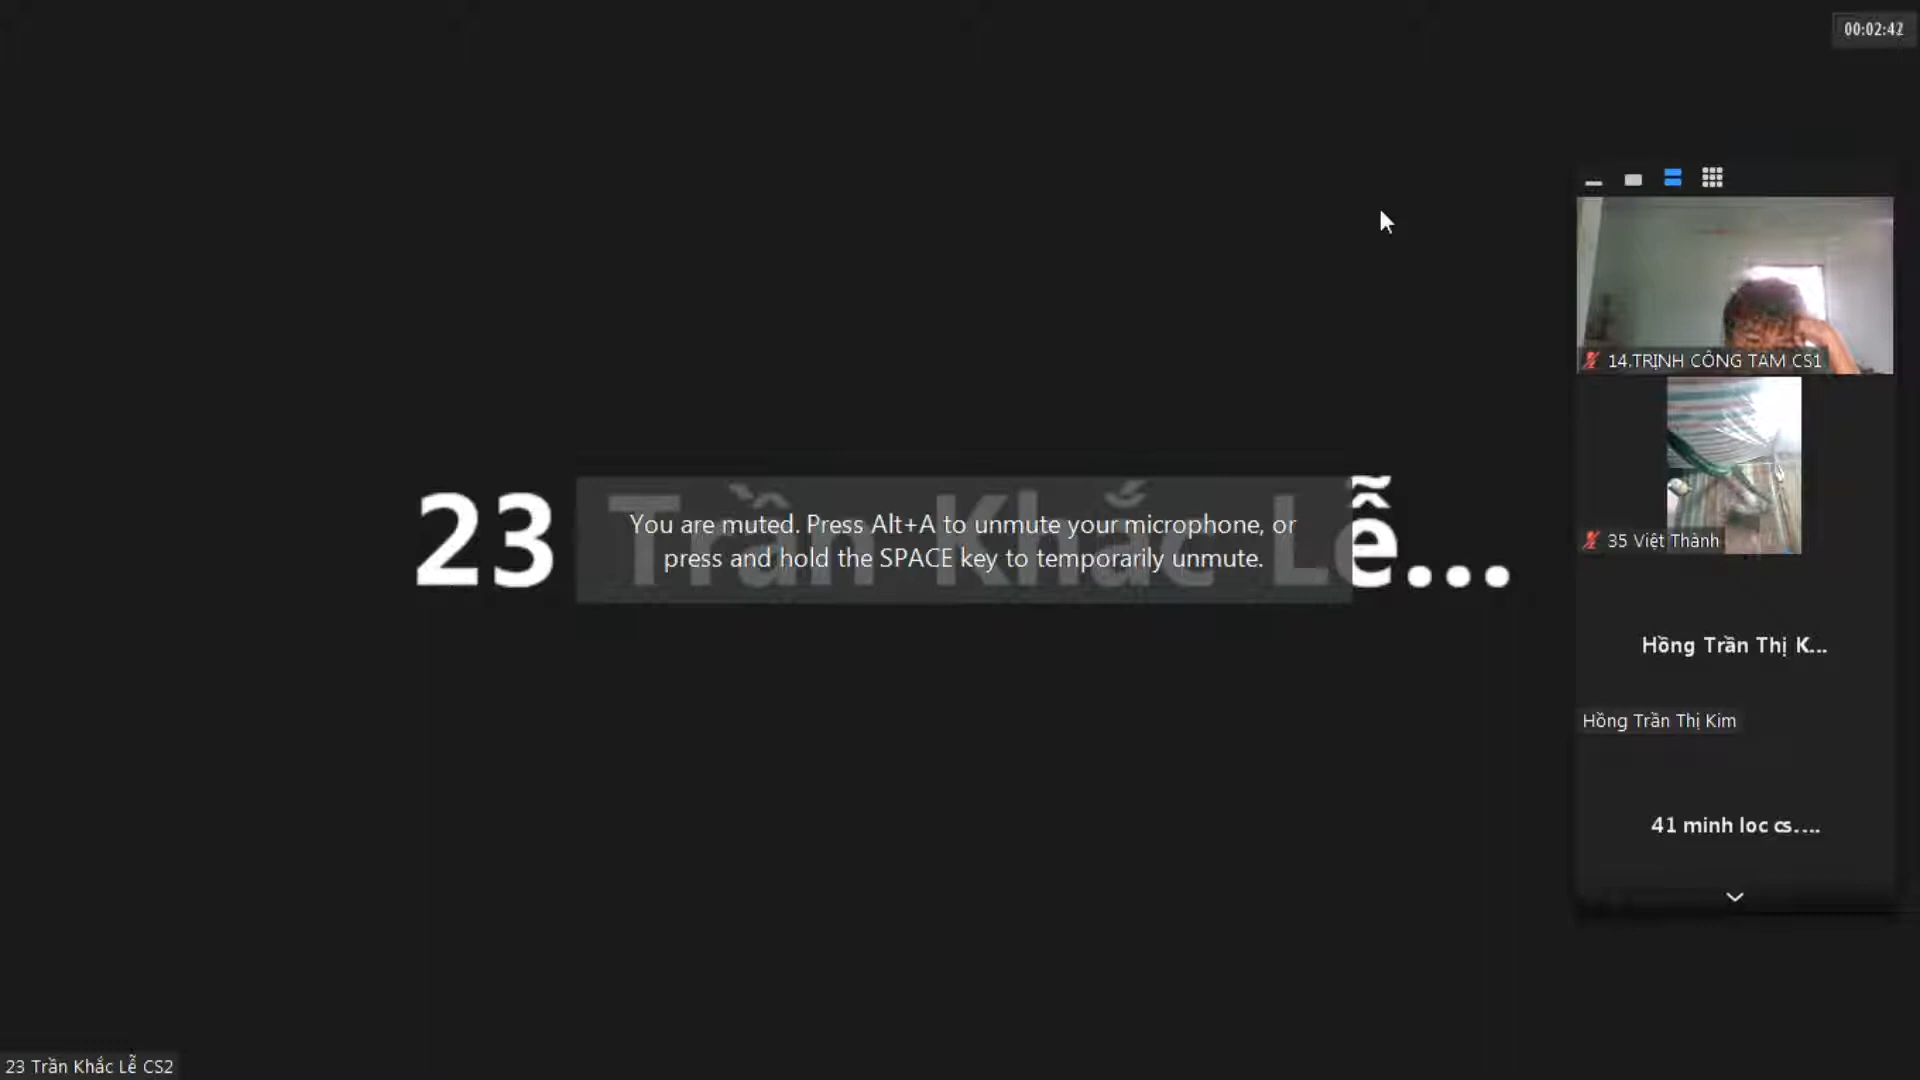 00:02:42
14.TRỊNH CÔNG TAM CS1
35 Việt Thành
23 Trần Khắc Lễ...
You are muted. Press Alt+A to unmute your microphone, or
press and hold the SPACE key to temporarily unmute.
Hồng Trần Thị K...
Hồng Trần Thị Kim
41 minh loc cs....
23 Trần Khắc Lễ CS2